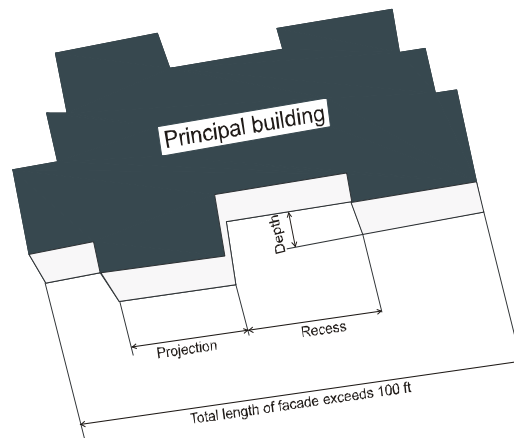 Principal building
Depth
Projection
Recess
Total length of facade exceeds 100 ft